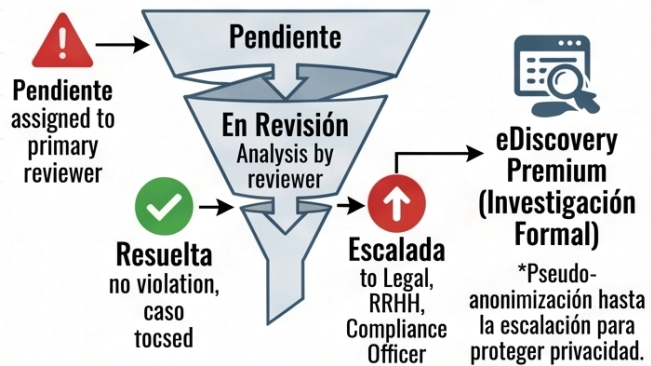 Pendiente
assigned to
primary
reviewer
Pendiente
En Revisión
Analysis by
reviewer
Resuelta
no violation,
caso
tocsed
Escalada
to Legal,
RRHH,
Compliance
Officer
eDiscovery
Premium
(Investigación
Formal)
*Pseudo-
anonimización hasta
la escalación para
proteger privacidad.